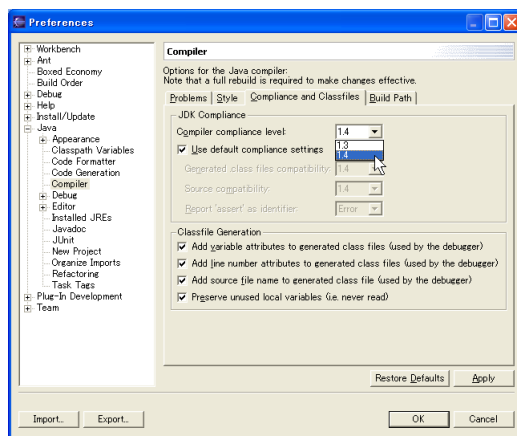 Preferences
Workbench
Ant
Boxed Economy
Build Order
Debug
Help
Install/Update
Java
Appearance
Classpath Variables
Code Formatter
Code Generation
Compiler
Debug
Editor
Installed JREs
Javadoc
JUnit
New Project
Organize Imports
Refactoring
Task Tags
Plug-In Development
Team
Compiler
Options for the Java compiler:
Note that a full rebuild is required to make changes effective.
Problems Style Compliance and Classfiles Build Path
JDK Compliance
Compiler compliance level: 1.4
1.3
1.4
Use default compliance settings
Generated .class files compatibility: 1.4
Source compatibility: 1.4
Report 'assert' as identifier: Error
Classfile Generation
Add variable attributes to generated class files (used by the debugger)
Add line number attributes to generated class files (used by the debugger)
Add source file name to generated class file (used by the debugger)
Preserve unused local variables (i.e. never read)
Restore Defaults Apply
Import... Export... OK Cancel